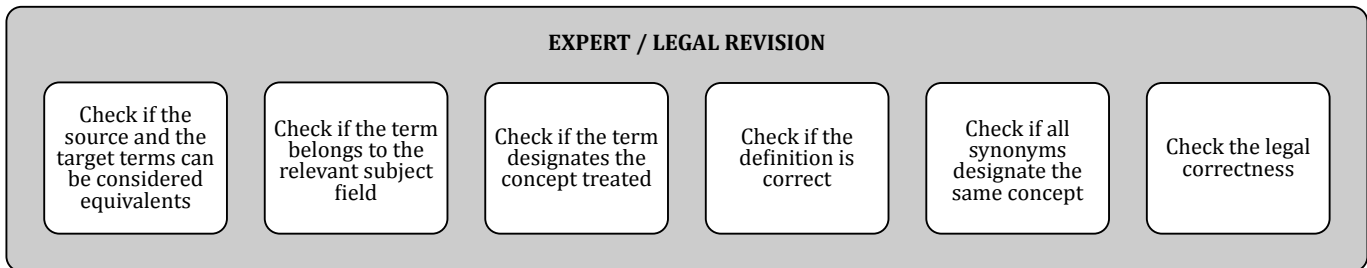 EXPERT / LEGAL REVISION
Check if the
source and the
target terms can
be considered
equivalents
Check if the term
belongs to the
relevant subject
field
Check if the term
designates the
concept treated
Check if the
definition is
correct
Check if all
synonyms
designate the
same concept
Check the legal
correctness